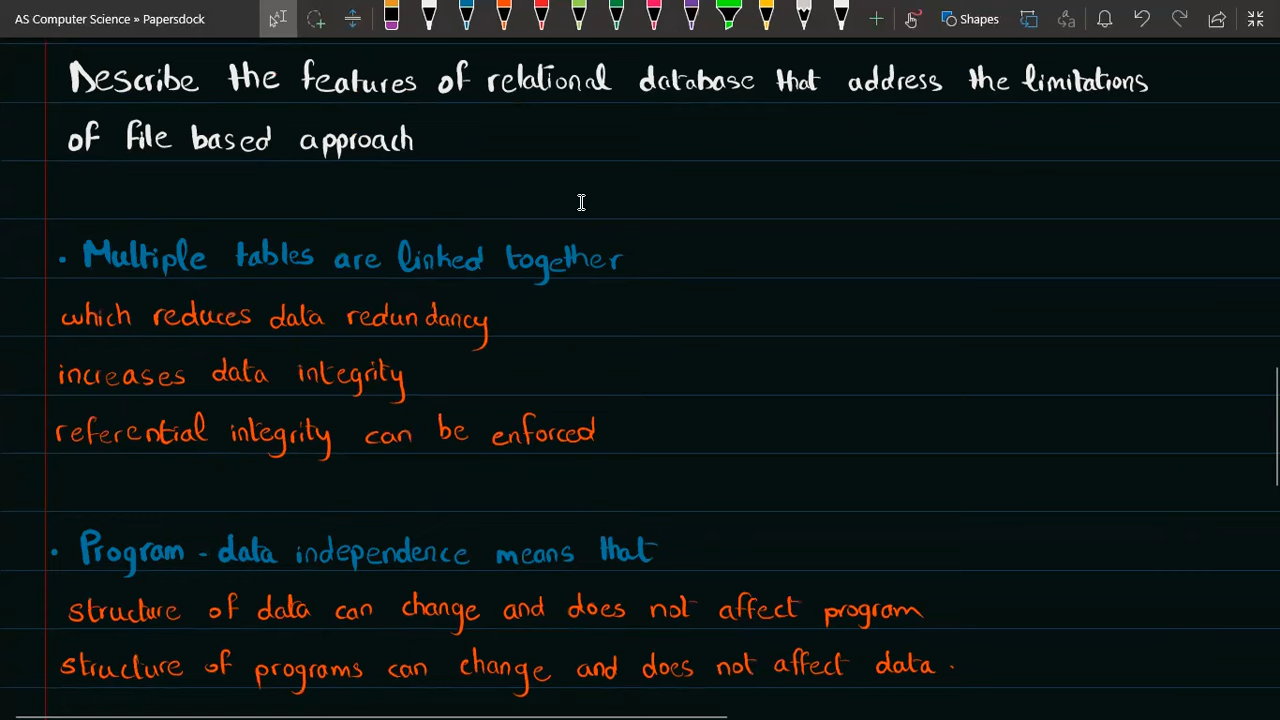 AS Computer Science » Papersdock
Shapes
Describe the features of relational database that address the limitations
of file based approach
• Multiple tables are linked together
which reduces data redundancy
increases data integrity
referential integrity can be enforced
• Program - data independence means that
structure of data can change and does not affect program
structure of programs can change and does not affect data.